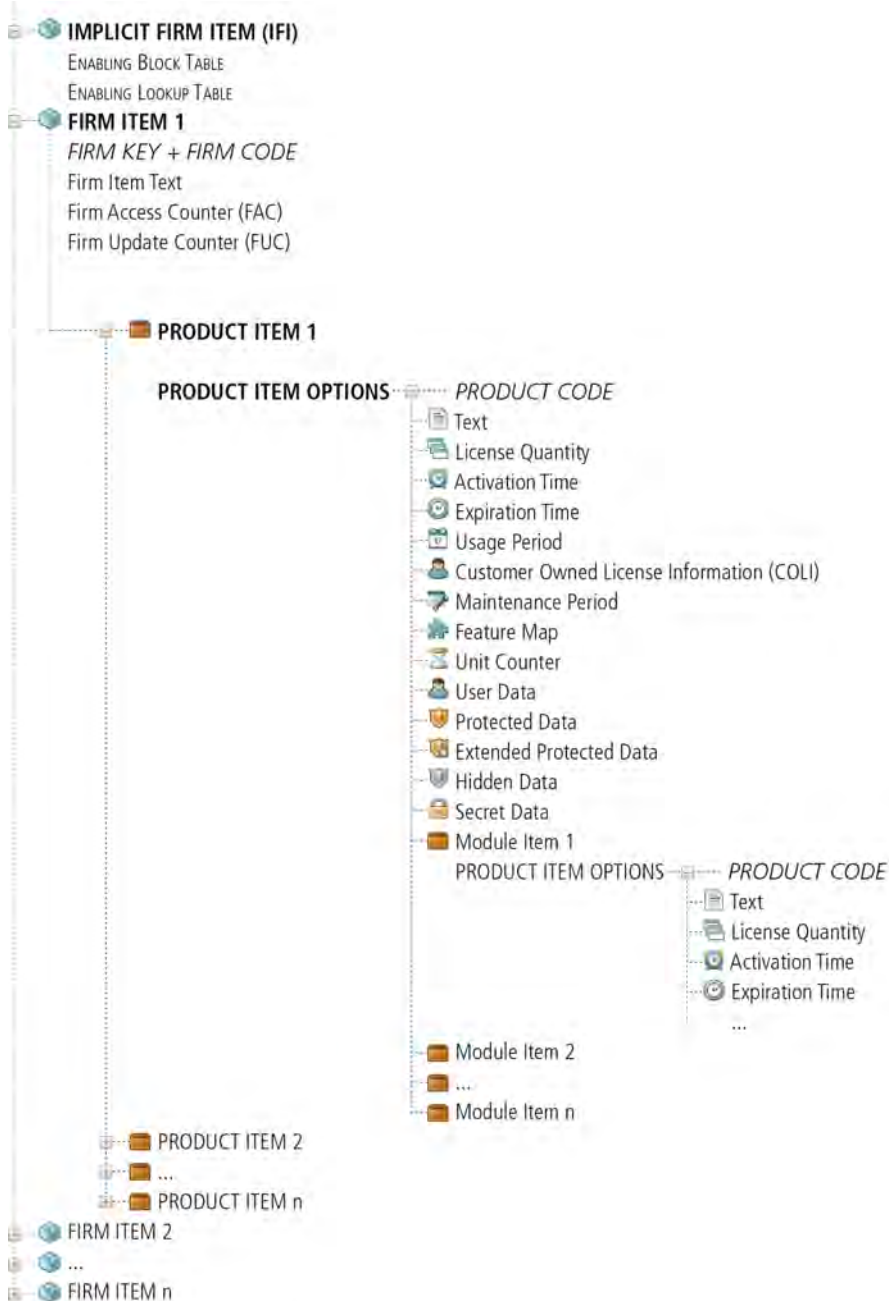 IMPLICIT FIRM ITEM (IFI)
ENABLING BLOCK TABLE
ENABLING LOOKUP TABLE
FIRM ITEM 1
FIRM KEY + FIRM CODE
Firm Item Text
Firm Access Counter (FAC)
Firm Update Counter (FUC)
PRODUCT ITEM 1
PRODUCT ITEM OPTIONS PRODUCT CODE
Text
License Quantity
Activation Time
Expiration Time
Usage Period
Customer Owned License Information (COLI)
Maintenance Period
Feature Map
Unit Counter
User Data
Protected Data
Extended Protected Data
Hidden Data
Secret Data
Module Item 1
PRODUCT ITEM OPTIONS PRODUCT CODE
Text
License Quantity
Activation Time
Expiration Time
...
Module Item 2
...
Module Item n
PRODUCT ITEM 2
...
PRODUCT ITEM n
FIRM ITEM 2
...
FIRM ITEM n